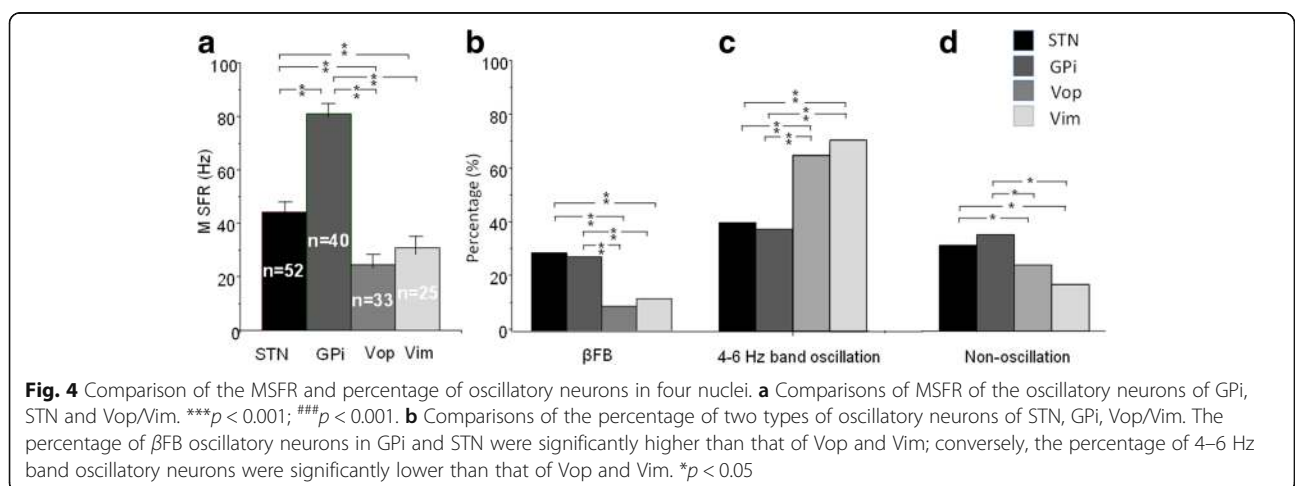 a
b
c
d
STN
GPi
Vop
Vim
M SFR (Hz)
100
80
60
40
20
0
n=52
n=40
n=33
n=25
STN GPi Vop Vim
** ** ** ** **
Percentage (%)
100
80
60
40
20
0
** ** ** **
** ** ** **
* * * *
βFB
4-6 Hz band oscillation
Non-oscillation
Fig. 4 Comparison of the MSFR and percentage of oscillatory neurons in four nuclei. a Comparisons of MSFR of the oscillatory neurons of GPi,
STN and Vop/Vim. ***p < 0.001; ###p < 0.001. b Comparisons of the percentage of two types of oscillatory neurons of STN, GPi, Vop/Vim. The
percentage of βFB oscillatory neurons in GPi and STN were significantly higher than that of Vop and Vim; conversely, the percentage of 4–6 Hz
band oscillatory neurons were significantly lower than that of Vop and Vim. *p < 0.05